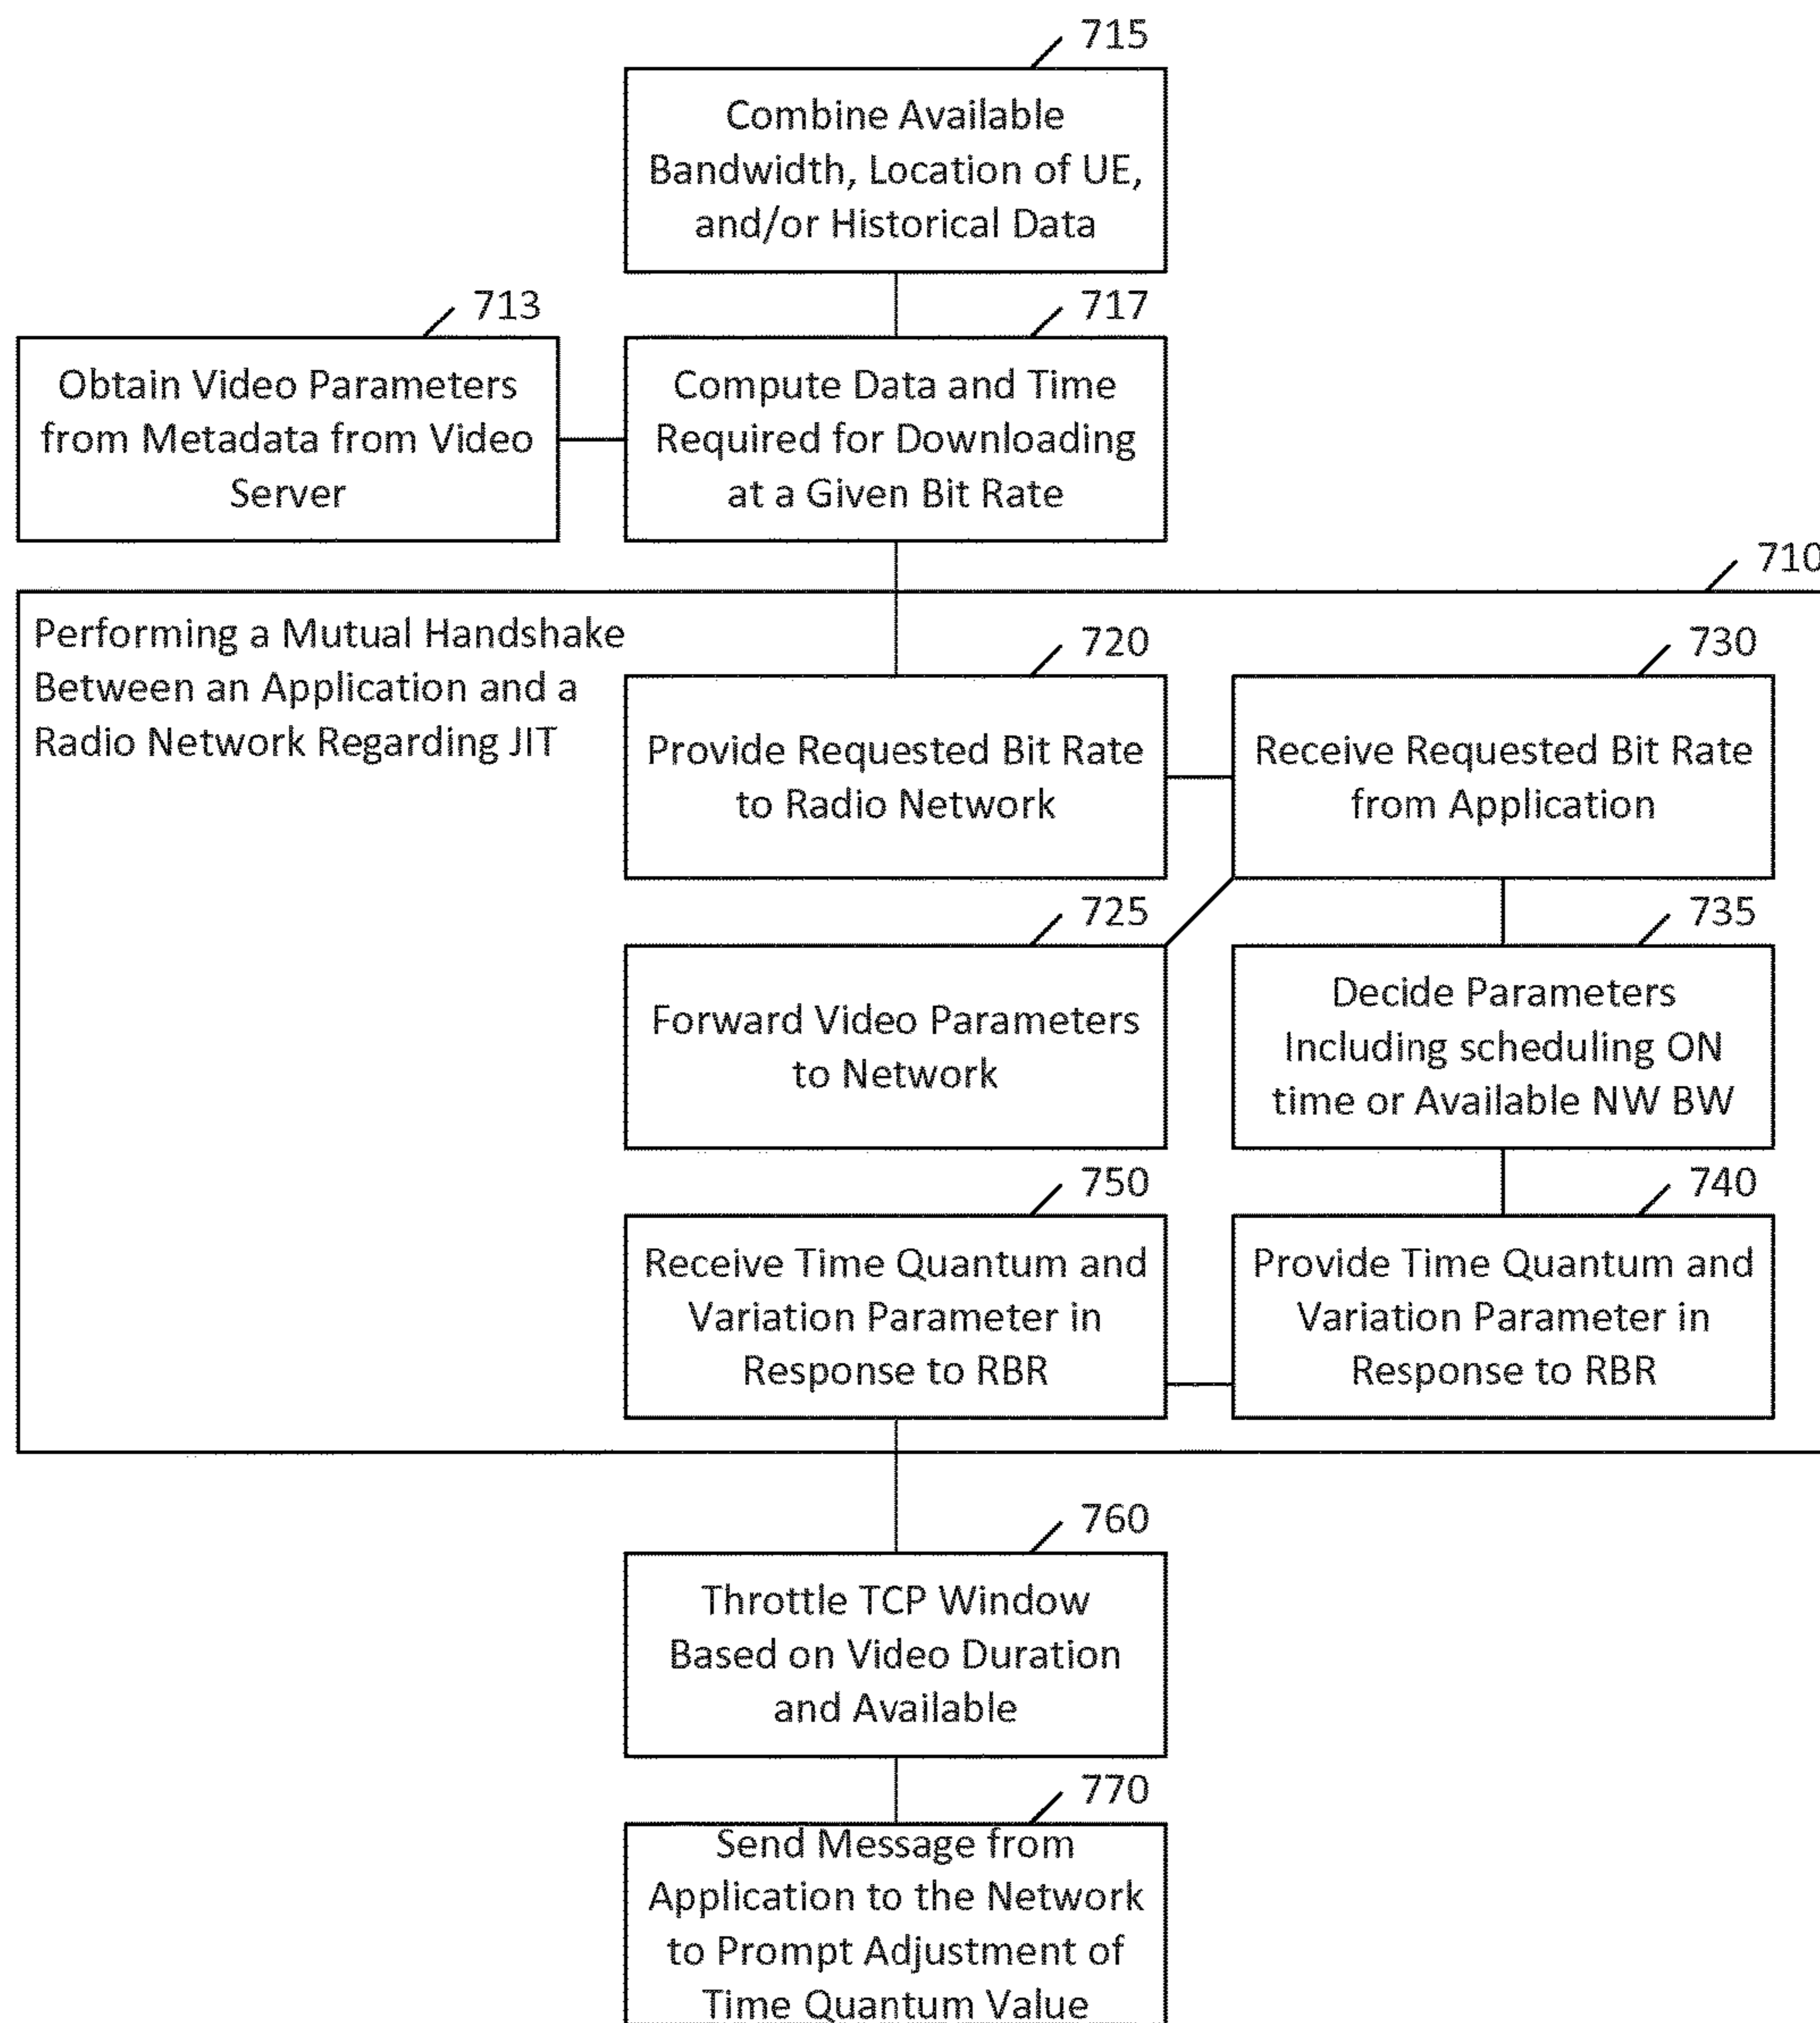 715
Combine Available
Bandwidth, Location of UE,
and/or Historical Data
713
Obtain Video Parameters
from Metadata from Video
Server
717
Compute Data and Time
Required for Downloading
at a Given Bit Rate
710
Performing a Mutual Handshake
Between an Application and a
Radio Network Regarding JIT
720
Provide Requested Bit Rate
to Radio Network
730
Receive Requested Bit Rate
from Application
725
Forward Video Parameters
to Network
735
Decide Parameters
Including scheduling ON
time or Available NW BW
750
Receive Time Quantum and
Variation Parameter in
Response to RBR
740
Provide Time Quantum and
Variation Parameter in
Response to RBR
760
Throttle TCP Window
Based on Video Duration
and Available
770
Send Message from
Application to the Network
to Prompt Adjustment of
Time Quantum Value